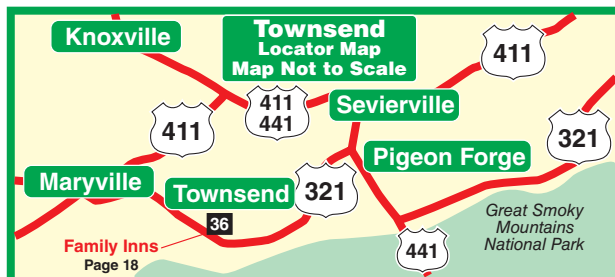 Knoxville
Townsend
Locator Map
Map Not to Scale
411
411
441
Sevierville
411
321
Pigeon Forge
Maryville
Townsend
321
36
Family Inns
Page 18
Great Smoky
Mountains
National Park
441